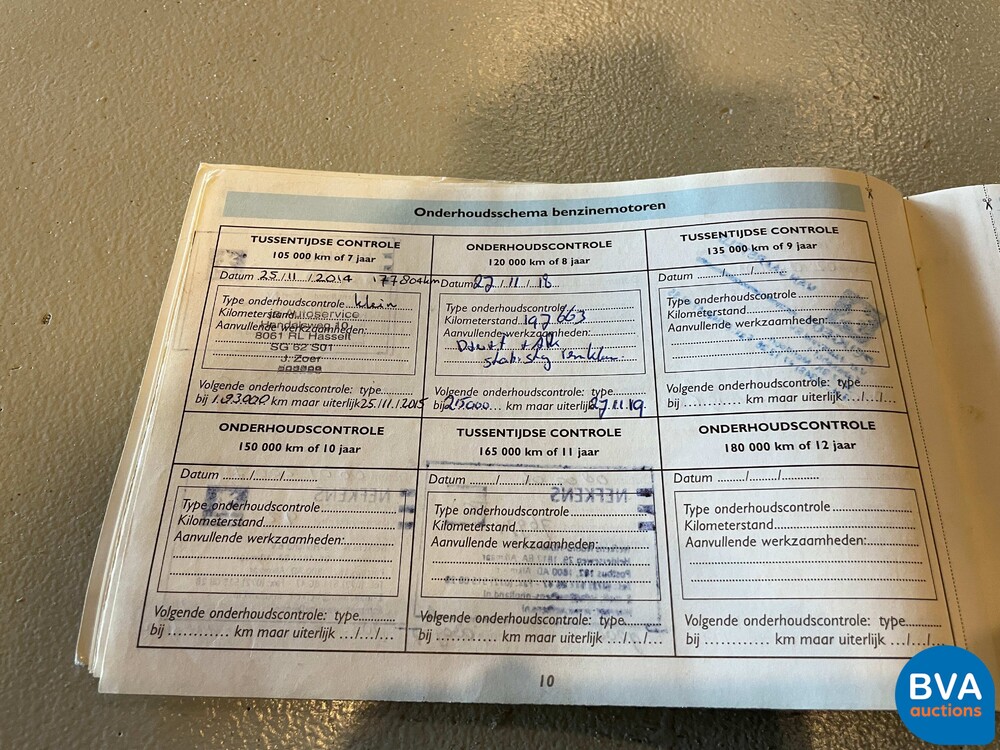 Onderhoudsschema benzinemotoren
TUSSENTIJDSE CONTROLE
105 000 km of 7 jaar
Datum 25/11/2014 177804km
Type onderhoudscontrole klein
Kilometerstand
Aanvullende werkzaamheden:
8061 RL Hasselt
SG 62 S01
J. Zoer
Volgende onderhoudscontrole: type
bij 193.000 km maar uiterlijk 25/11/2015
ONDERHOUDSCONTROLE
120 000 km of 8 jaar
Datum 27/11/18
Type onderhoudscontrole
Kilometerstand 197663
Aanvullende werkzaamheden:
Volgende onderhoudscontrole: type
bij 25000 km maar uiterlijk 27.11.19.
TUSSENTIJDSE CONTROLE
135 000 km of 9 jaar
Datum ....../....../......
Type onderhoudscontrole
Kilometerstand
Aanvullende werkzaamheden:
Volgende onderhoudscontrole: type
bij ............ km maar uiterlijk .../.../...
ONDERHOUDSCONTROLE
150 000 km of 10 jaar
Datum ....../....../......
Type onderhoudscontrole
Kilometerstand
Aanvullende werkzaamheden:
Volgende onderhoudscontrole: type
bij ............ km maar uiterlijk .../.../...
TUSSENTIJDSE CONTROLE
165 000 km of 11 jaar
Datum ....../....../......
NEFKENS
Type onderhoudscontrole
Kilometerstand
Aanvullende werkzaamheden:
Volgende onderhoudscontrole: type
bij ............ km maar uiterlijk .../.../...
ONDERHOUDSCONTROLE
180 000 km of 12 jaar
Datum ....../....../......
Type onderhoudscontrole
Kilometerstand
Aanvullende werkzaamheden:
Volgende onderhoudscontrole: type
bij ............ km maar uiterlijk .../.../...
10
BVA
auctions